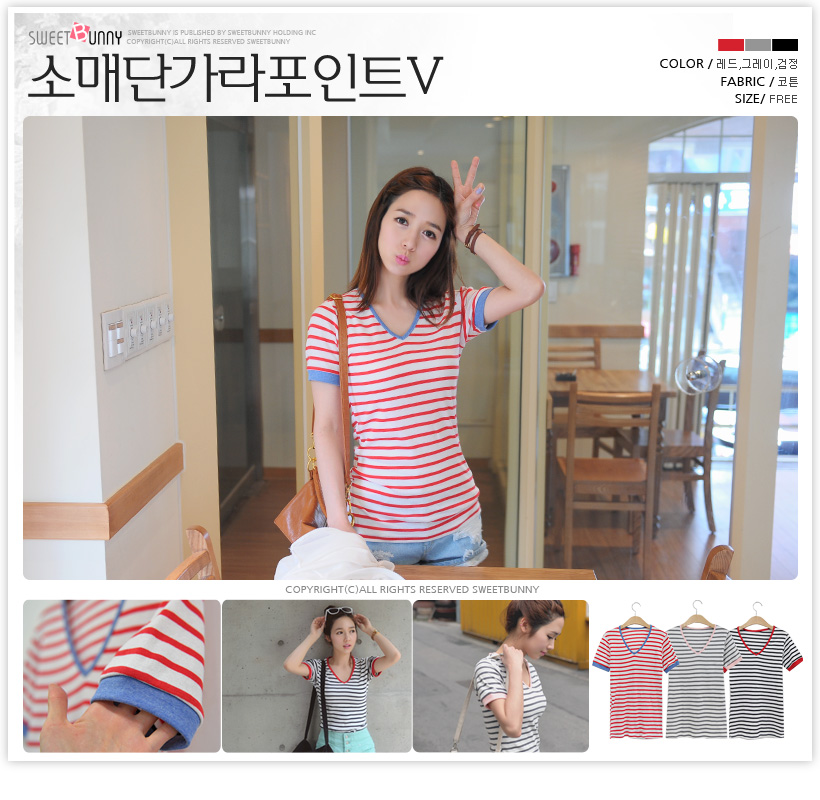 SWEETBUNNY SWEETBUNNY IS PUBLISHED BY SWEETBUNNY HOLDING INC
COPYRIGHT(C)ALL RIGHTS RESERVED SWEETBUNNY
소매단가라포인트V
COLOR / 레드,그레이,검정
FABRIC / 코튼
SIZE/ FREE
COPYRIGHT(C)ALL RIGHTS RESERVED SWEETBUNNY